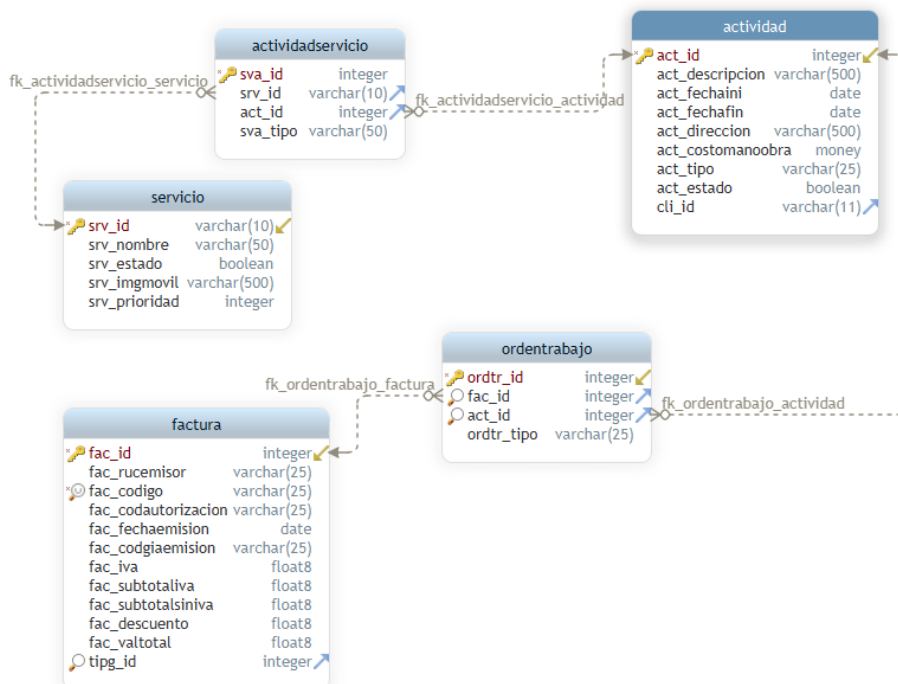 actividadservicio
sva_id integer
srv_id varchar(10)
act_id integer
sva_tipo varchar(50)
fk_actividadservicio_servicio
fk_actividadservicio_actividad
actividad
act_id integer
act_descripcion varchar(500)
act_fechaini date
act_fechafin date
act_direccion varchar(500)
act_costomanoobra money
act_tipo varchar(25)
act_estado boolean
cli_id varchar(11)
servicio
srv_id varchar(10)
srv_nombre varchar(50)
srv_estado boolean
srv_imgmovil varchar(500)
srv_prioridad integer
ordentrabajo
ordtr_id integer
fac_id integer
act_id integer
ordtr_tipo varchar(25)
fk_ordentrabajo_factura
fk_ordentrabajo_actividad
factura
fac_id integer
fac_rucemisor varchar(25)
fac_codigo varchar(25)
fac_codautorizacion varchar(25)
fac_fechaemision date
fac_codgiaemision varchar(25)
fac_iva float8
fac_subtotaliva float8
fac_subtotalsiniva float8
fac_descuento float8
fac_valtotal float8
tipg_id integer